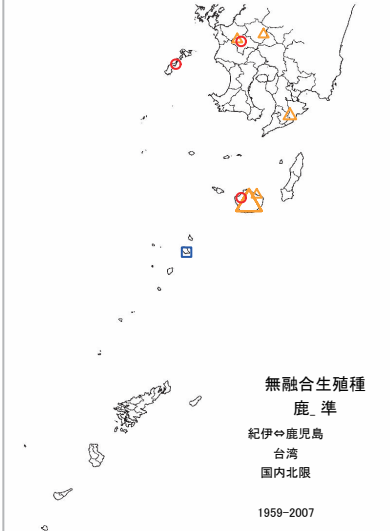 無融合生殖種
鹿_準
紀伊⇔鹿児島
台湾
国内北限
1959-2007